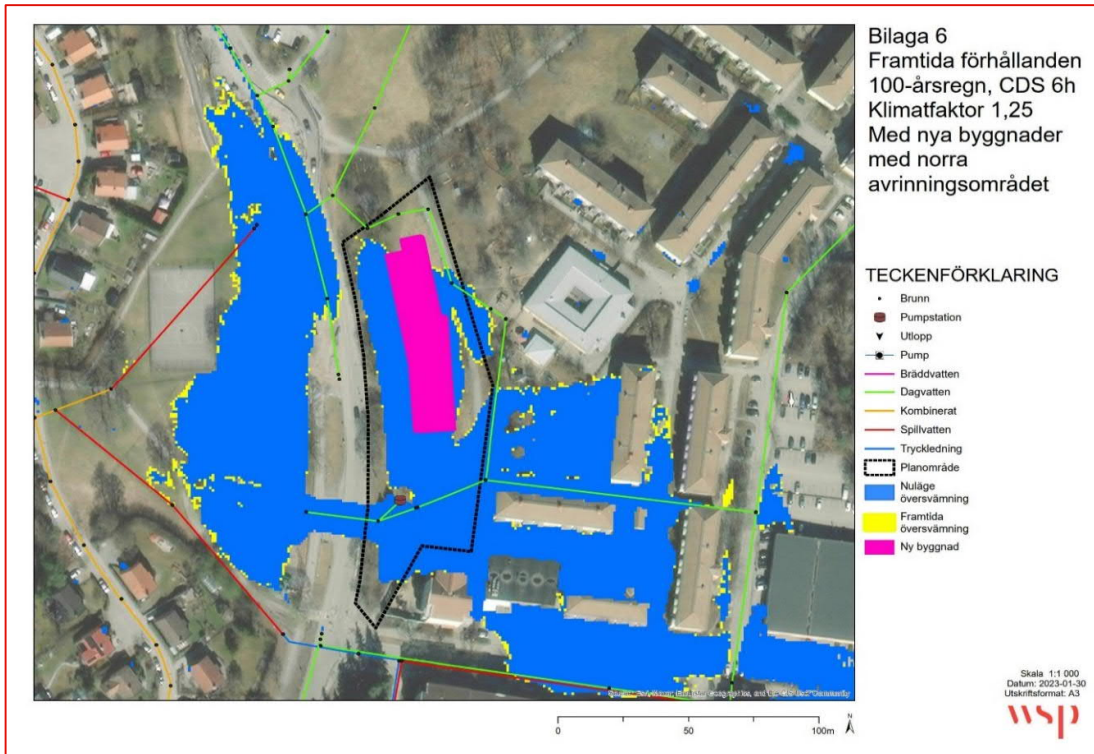 Bilaga 6
Framtida förhållanden
100-årsregn, CDS 6h
Klimatfaktor 1,25
Med nya byggnader
med norra
avrinningsområdet
TECKENFÖRKLARING
Brunn
Pumpstation
Utlopp
Pump
Bräddvatten
Dagvatten
Kombinerat
Spillvatten
Tryckledning
Planområde
Nuläge
översvämning
Framtida
översvämning
Ny byggnad
Skala 1:1 000
Datum: 2023-01-30
Utskriftsformat: A3
wsp
0 50 100m
N